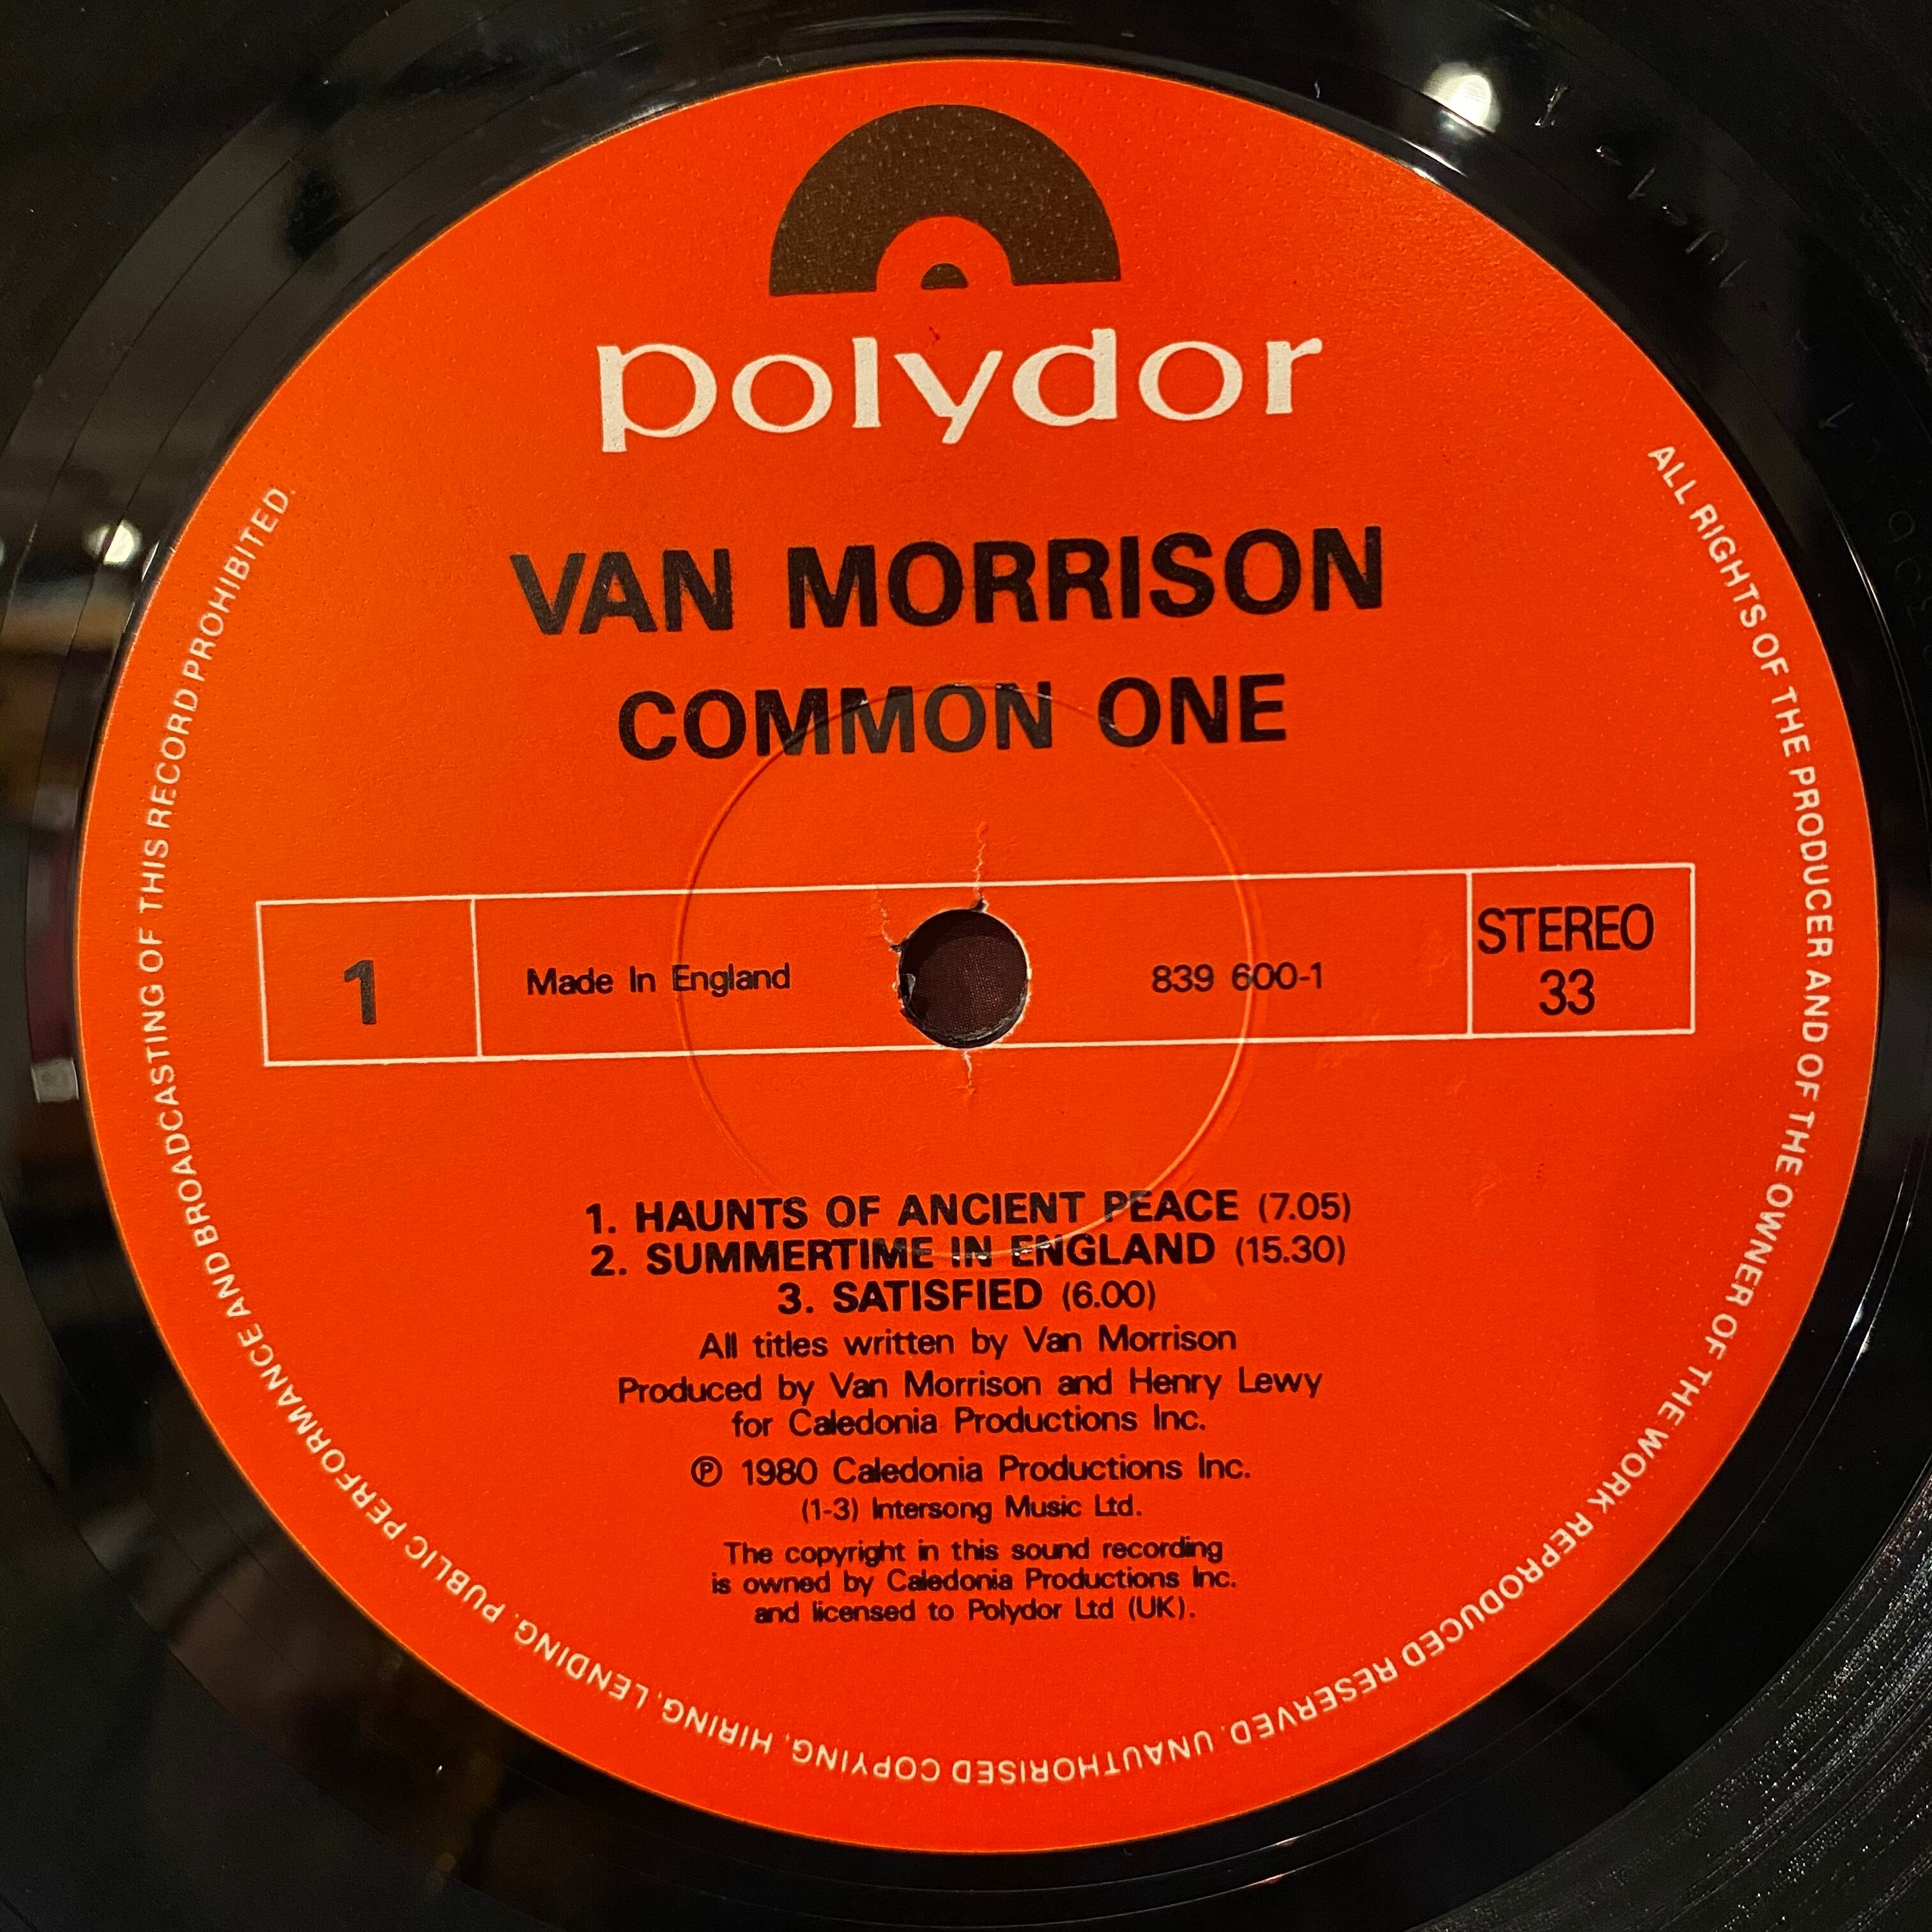 polydor
VAN MORRISON
COMMON ONE
1
Made In England
839 600-1
STEREO
33
1. HAUNTS OF ANCIENT PEACE (7.05)
2. SUMMERTIME IN ENGLAND (15.30)
3. SATISFIED (6.00)
All titles written by Van Morrison
Produced by Van Morrison and Henry Lewy
for Caledonia Productions Inc.
℗ 1980 Caledonia Productions Inc.
(1-3) Intersong Music Ltd.
The copyright in this sound recording
is owned by Caledonia Productions Inc.
and licensed to Polydor Ltd (UK).
ALL RIGHTS OF THE PRODUCER AND OF THE OWNER OF THE WORK REPRODUCED RESERVED. UNAUTHORISED COPYING, HIRING, LENDING, PUBLIC PERFORMANCE AND BROADCASTING OF THIS RECORD PROHIBITED.